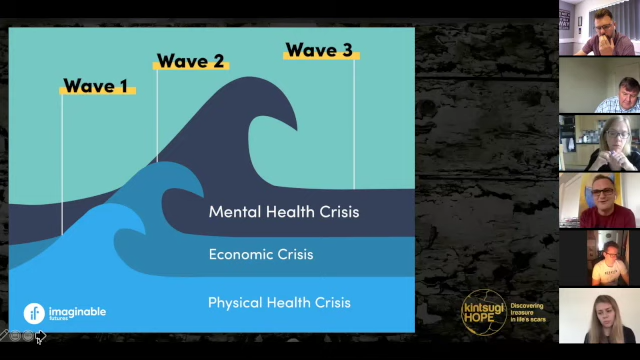 Wave 1
Wave 2
Wave 3
Mental Health Crisis
Economic Crisis
Physical Health Crisis
if imaginable
futures
kintsugi
HOPE
Discovering
treasure
in life's scars